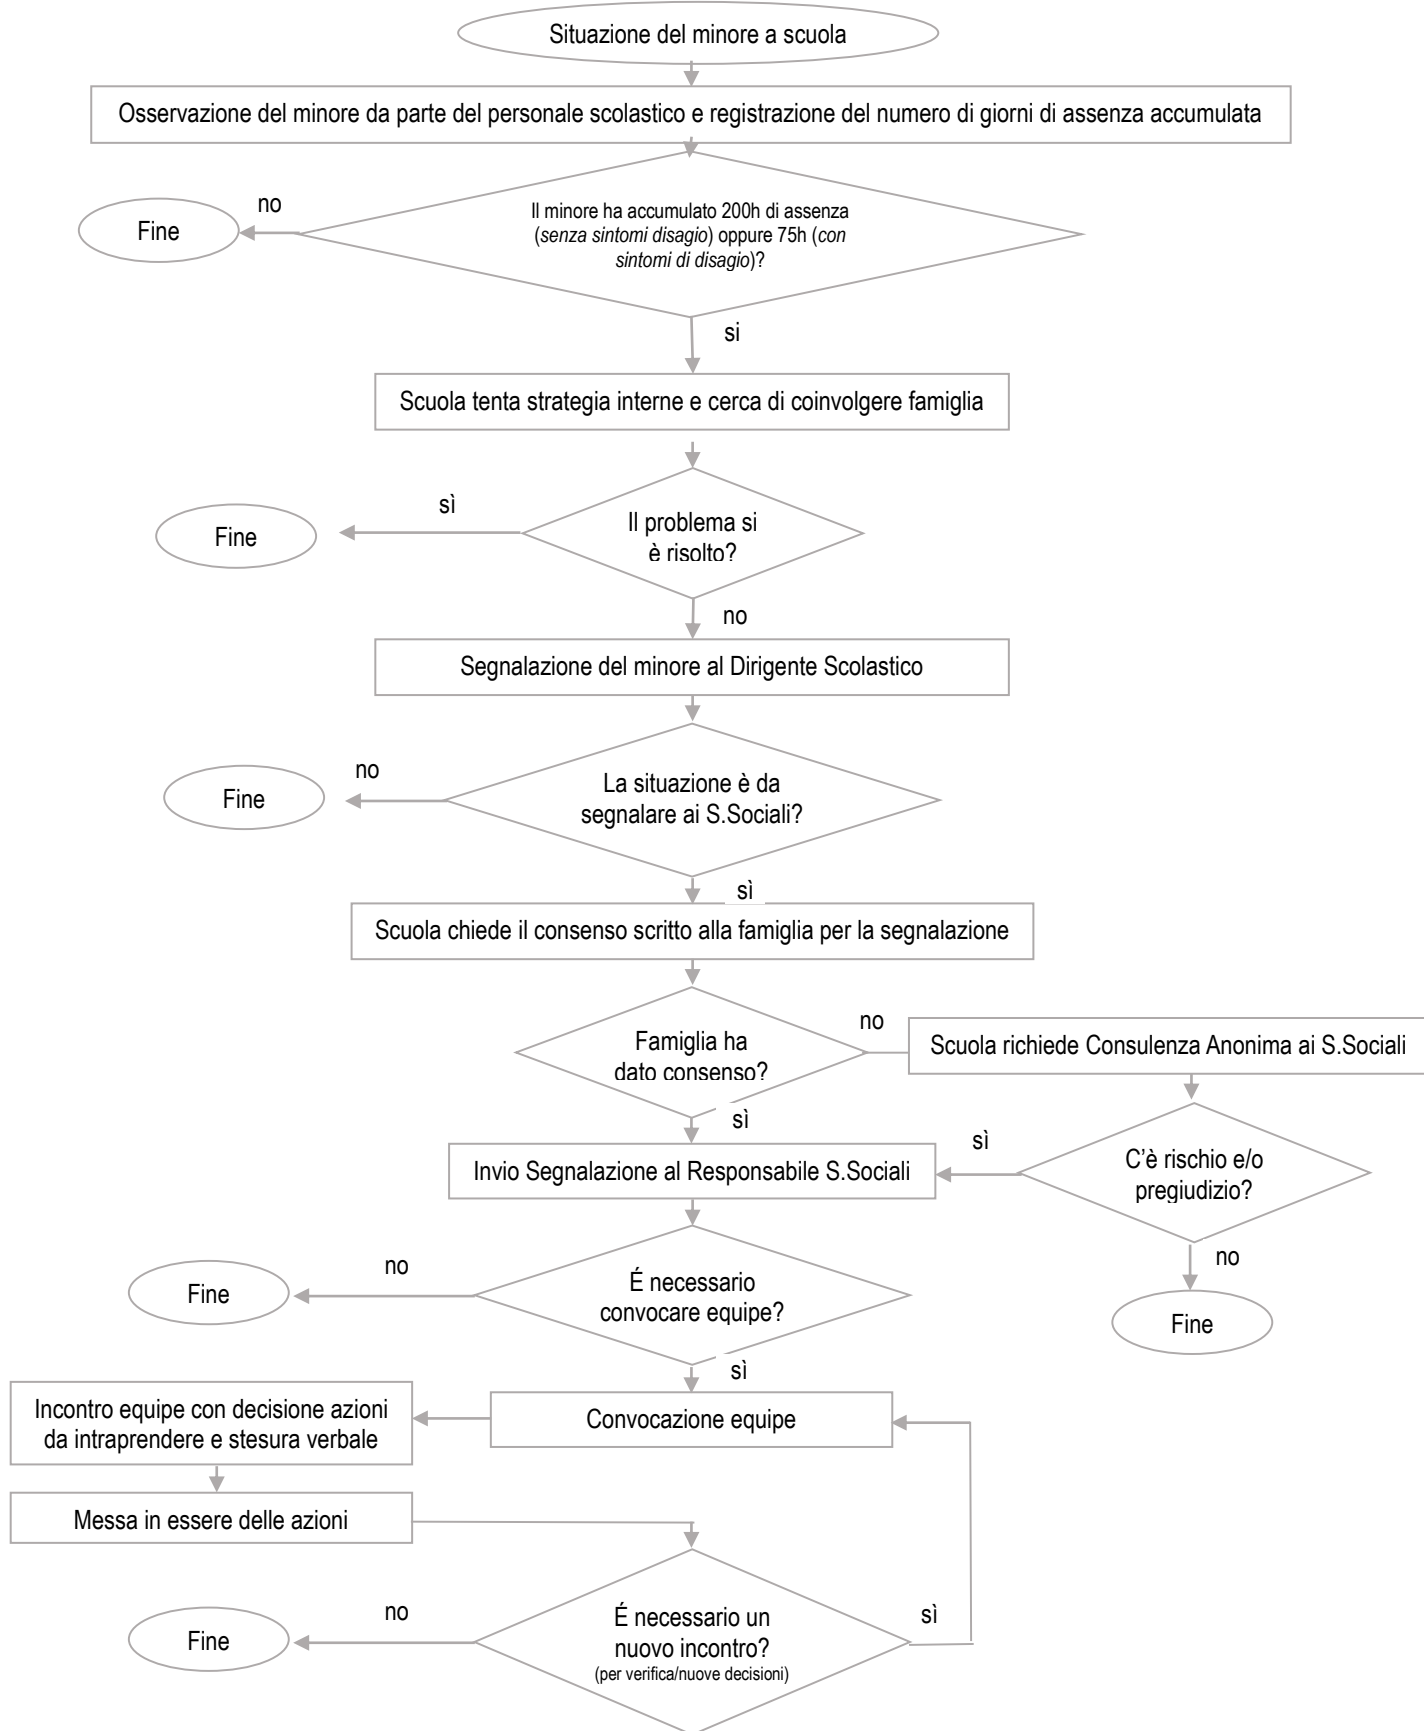 Situazione del minore a scuola
Osservazione del minore da parte del personale scolastico e registrazione del numero di giorni di assenza accumulata
no
Fine
Il minore ha accumulato 200h di assenza
(senza sintomi disagio) oppure 75h (con
sintomi di disagio)?
si
Scuola tenta strategia interne e cerca di coinvolgere famiglia
sì
Fine
Il problema si
è risolto?
no
Segnalazione del minore al Dirigente Scolastico
no
Fine
La situazione è da
segnalare ai S.Sociali?
sì
Scuola chiede il consenso scritto alla famiglia per la segnalazione
Famiglia ha
dato consenso?
no
Scuola richiede Consulenza Anonima ai S.Sociali
sì
Invio Segnalazione al Responsabile S.Sociali
sì
C'è rischio e/o
pregiudizio?
no
Fine
no
Fine
É necessario
convocare equipe?
sì
Incontro equipe con decisione azioni
da intraprendere e stesura verbale
Convocazione equipe
Messa in essere delle azioni
no
Fine
É necessario un
nuovo incontro?
(per verifica/nuove decisioni)
sì